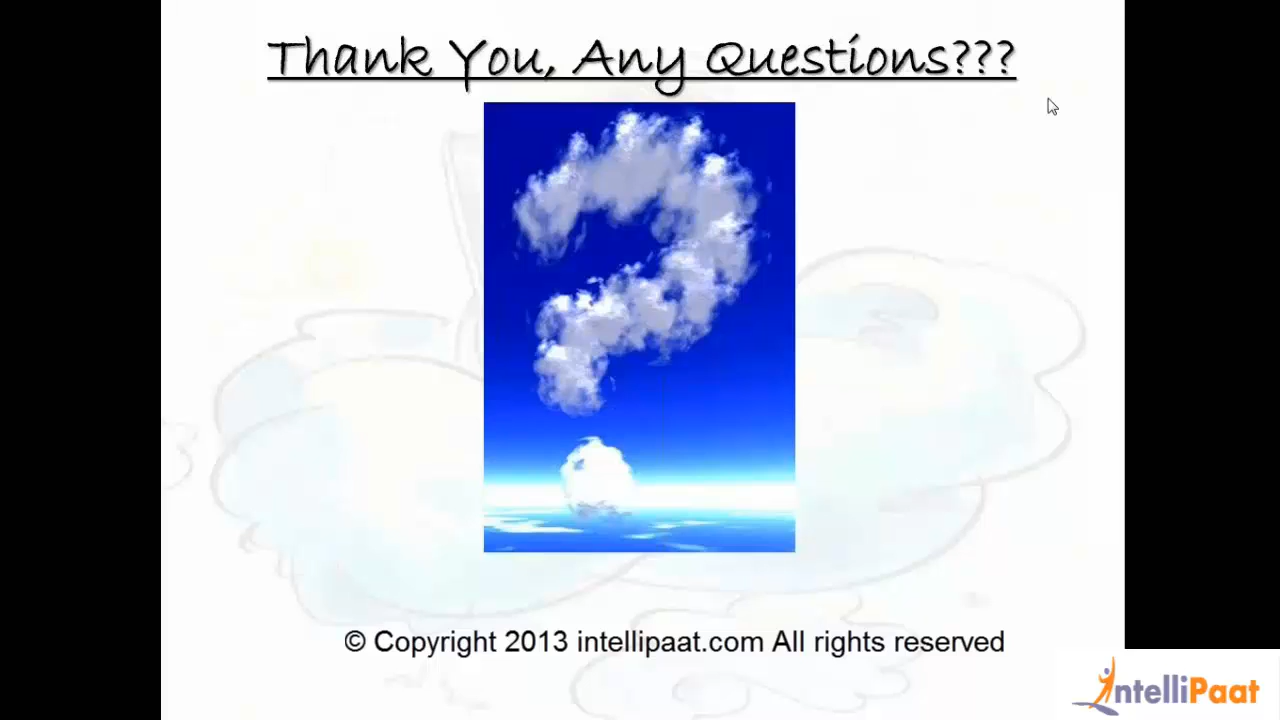 Thank You, Any Questions???
© Copyright 2013 intellipaat.com All rights reserved
IntelliPaat